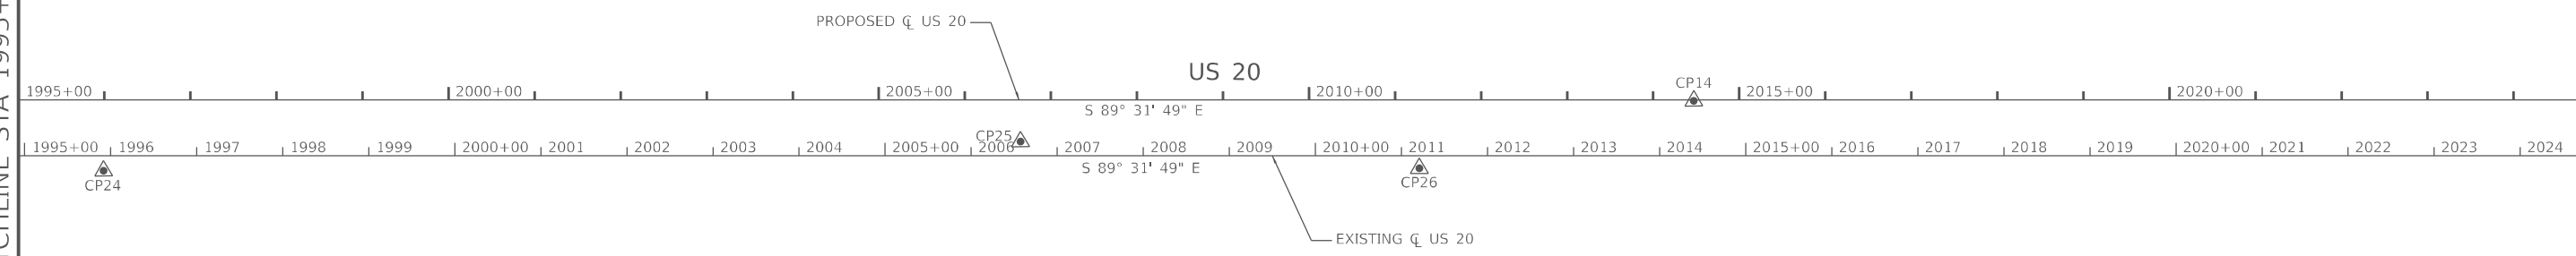 PROPOSED ℄ US 20
US 20
CP14
1995+00 2000+00 2005+00 2010+00 2015+00 2020+00
S 89° 31' 49" E
CP25
1995+00 1996 1997 1998 1999 2000+00 2001 2002 2003 2004 2005+00 2006 2007 2008 2009 2010+00 2011 2012 2013 2014 2015+00 2016 2017 2018 2019 2020+00 2021 2022 2023 2024
S 89° 31' 49" E
CP24
CP26
EXISTING ℄ US 20